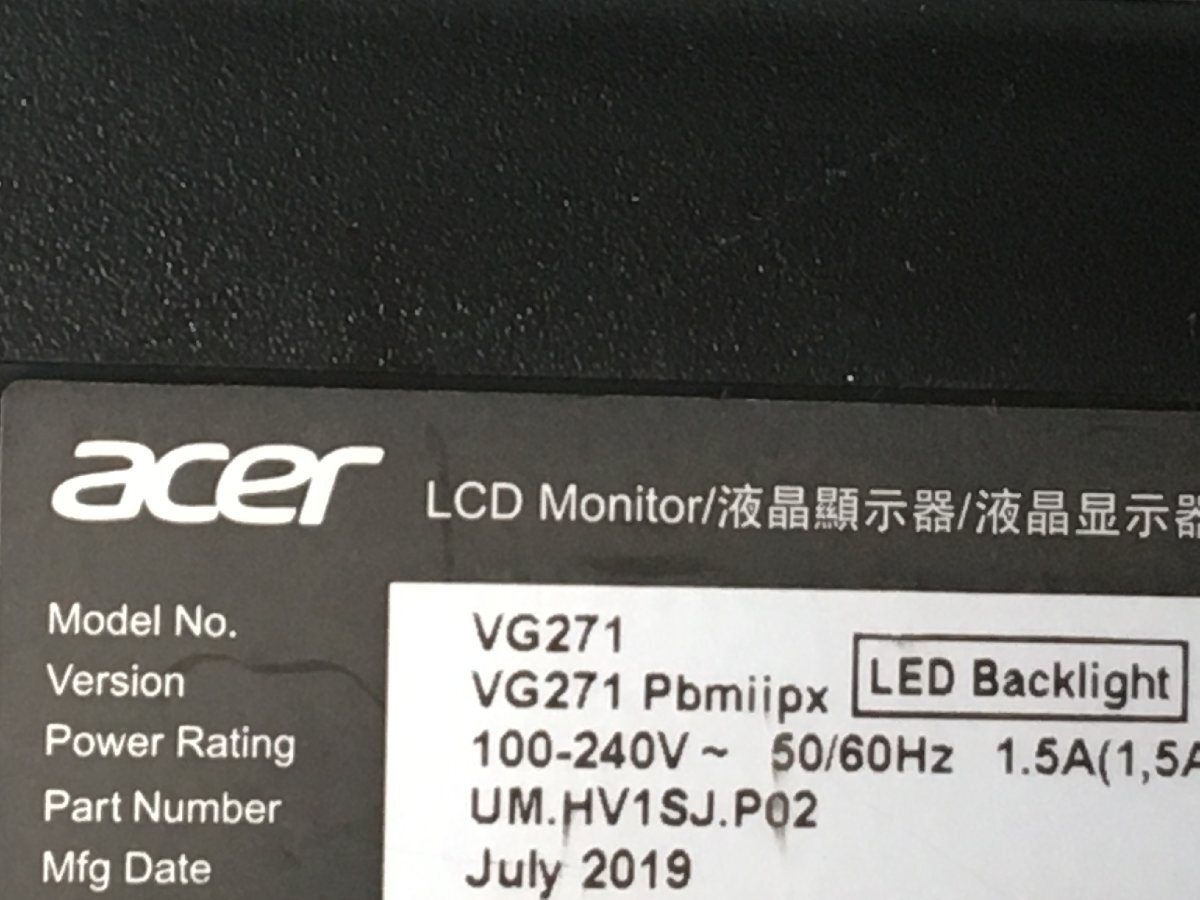 acer LCD Monitor/液晶顯示器/液晶显示器
Model No. VG271
Version VG271 Pbmiipx LED Backlight
Power Rating 100-240V~ 50/60Hz 1.5A(1,5A
Part Number UM.HV1SJ.P02
Mfg Date July 2019